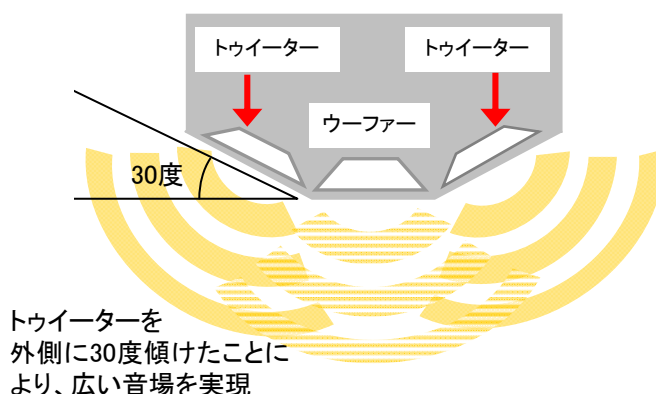 トゥイーター
トゥイーター
ウーファー
30度
トゥイーターを
外側に30度傾けたことに
より、広い音場を実現